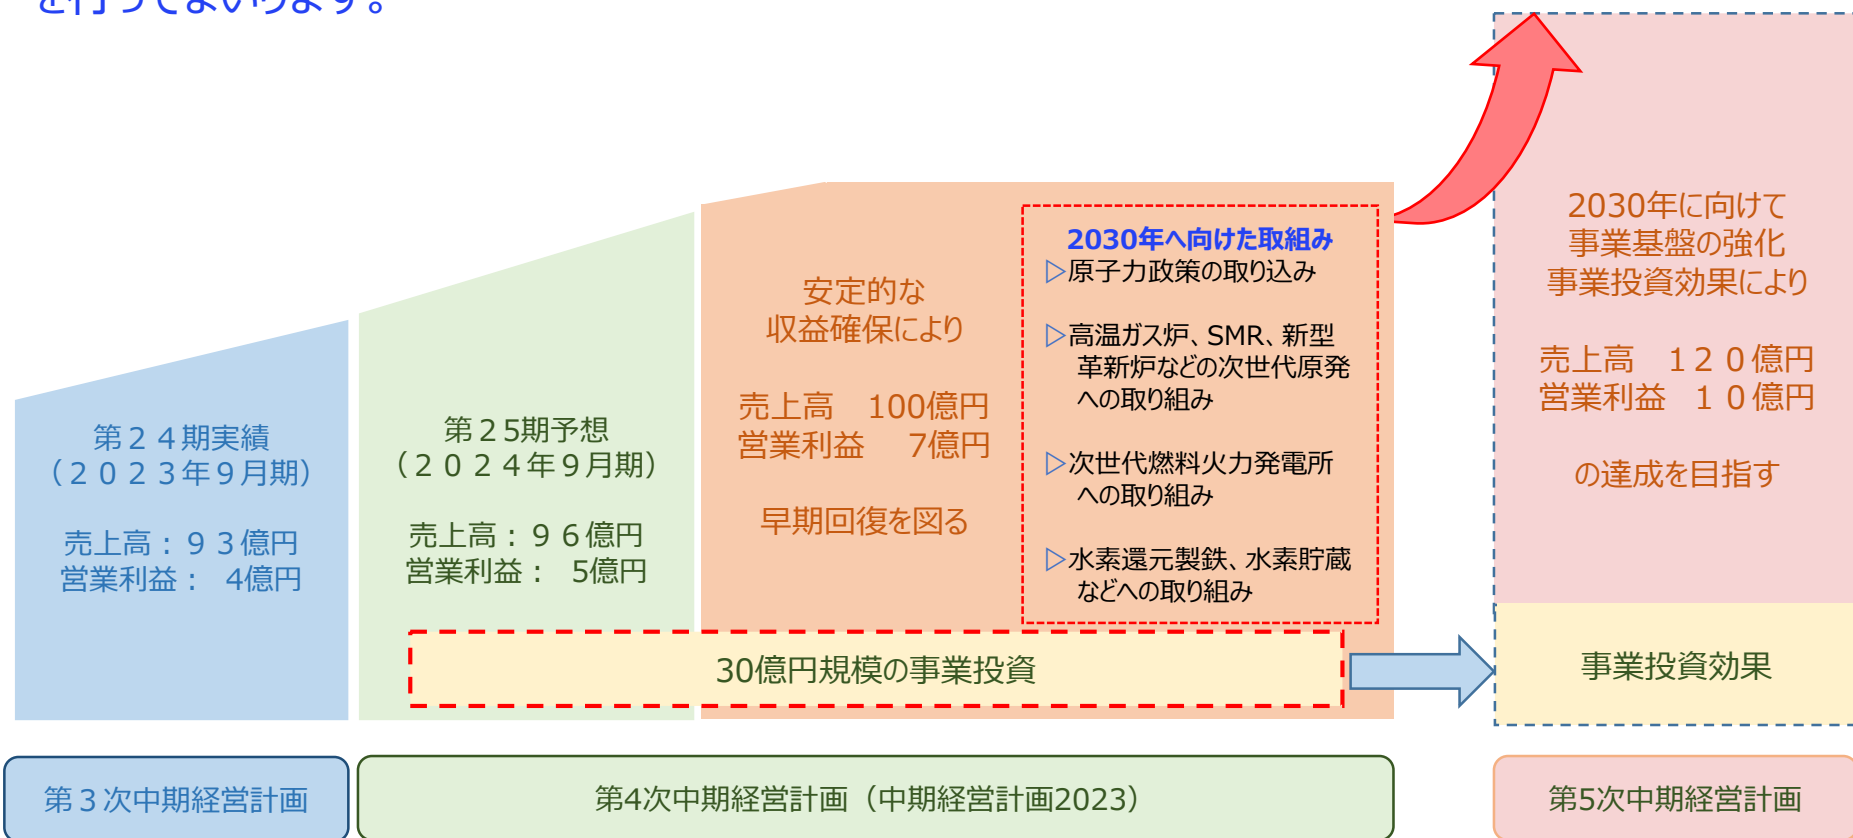 を行ってまいります。
第２４期実績
（２０２３年９月期）
売上高：９３億円
営業利益： 4億円
第２5期予想
（２０２４年９月期）
売上高：９６億円
営業利益： 5億円
安定的な
収益確保により
売上高 100億円
営業利益 7億円
早期回復を図る
2030年へ向けた取組み
▷原子力政策の取り込み
▷高温ガス炉、SMR、新型
革新炉などの次世代原発
への取り組み
▷次世代燃料火力発電所
への取り組み
▷水素還元製鉄、水素貯蔵
などへの取り組み
30億円規模の事業投資
2030年に向けて
事業基盤の強化
事業投資効果により
売上高 １２０億円
営業利益 １０億円
の達成を目指す
事業投資効果
第３次中期経営計画
第4次中期経営計画（中期経営計画2023）
第5次中期経営計画